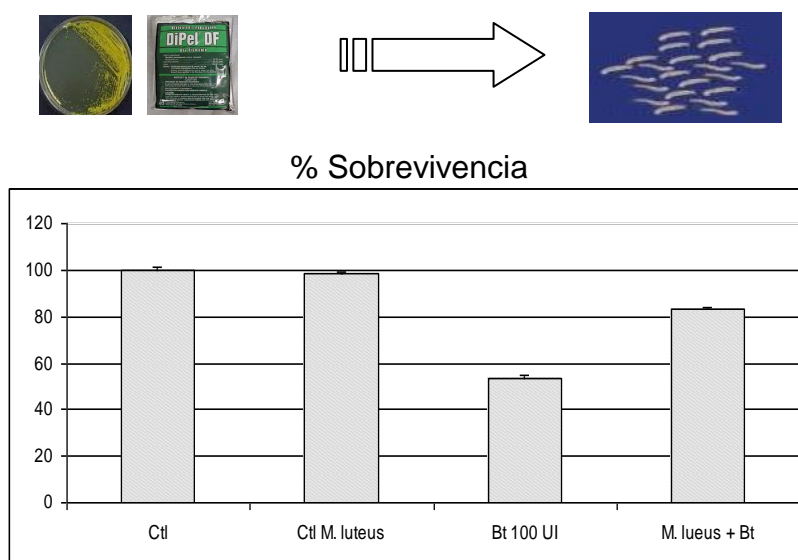 DiPel DF
% Sobrevivencia
120
100
80
60
40
20
0
Ctl
Ctl M. luteus
Bt 100 UI
M. lueus + Bt